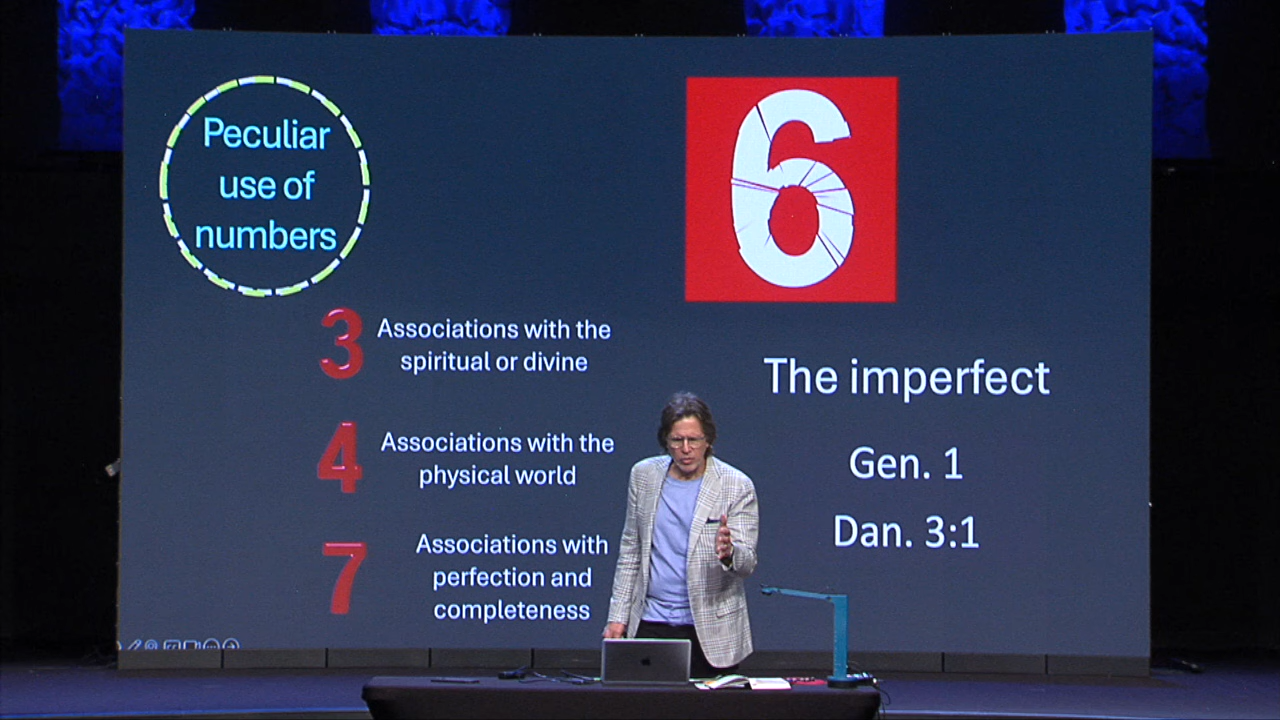 Peculiar
use of
numbers
3
Associations with the
spiritual or divine
4
Associations with the
physical world
7
Associations with
perfection and
completeness
6
The imperfect
Gen. 1
Dan. 3:1